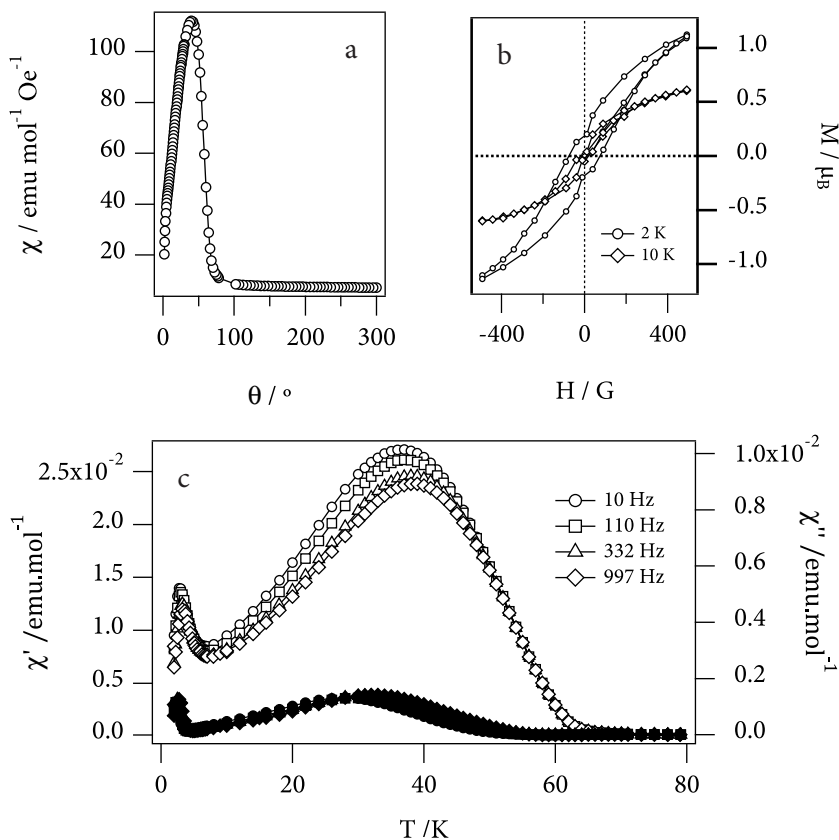 a
χ / emu mol⁻¹ Oe⁻¹
100
80
60
40
20
0 100 200 300
θ / º
b
1.0
0.5
0.0
-0.5
-1.0
M / μB
2 K
10 K
-400 0 400
H / G
c
2.5x10⁻²
2.0
1.5
1.0
0.5
0.0
χ' /emu.mol⁻¹
10 Hz
110 Hz
332 Hz
997 Hz
1.0x10⁻²
0.8
0.6
0.4
0.2
0.0
χ'' /emu.mol⁻¹
0 20 40 60 80
T /K